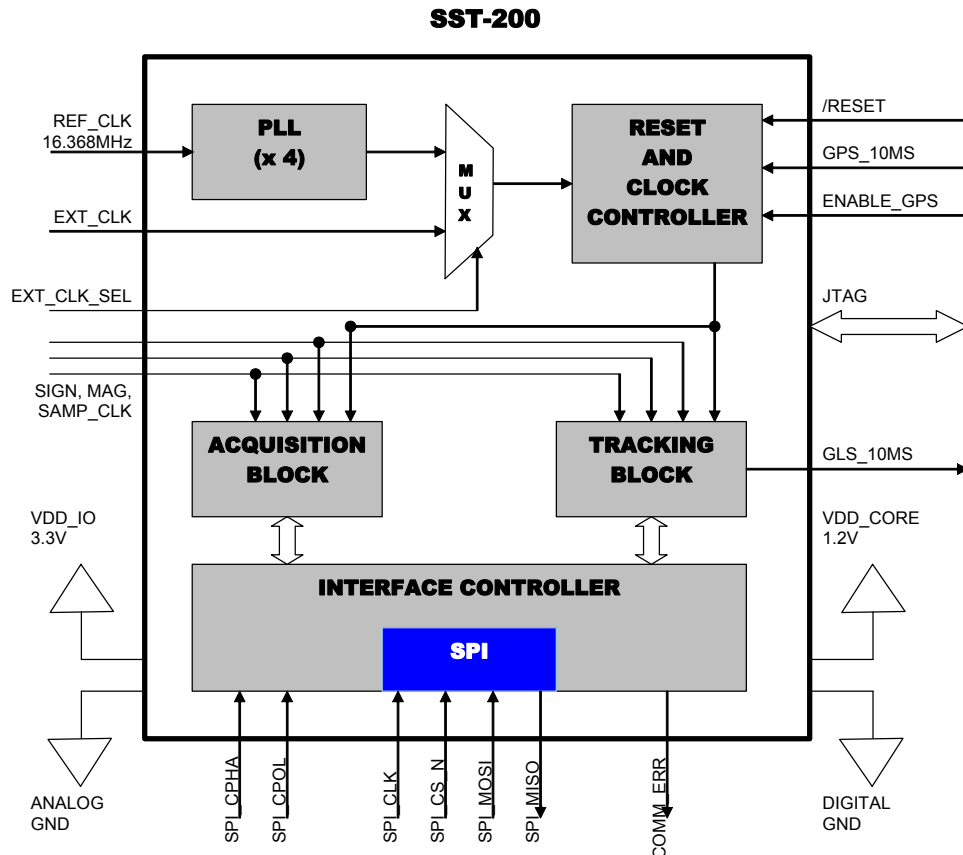 SST-200
REF_CLK
16.368MHz
PLL
(x 4)
MUX
RESET
AND
CLOCK
CONTROLLER
/RESET
GPS_10MS
ENABLE_GPS
EXT_CLK
EXT_CLK_SEL
JTAG
SIGN, MAG,
SAMP_CLK
ACQUISITION
BLOCK
TRACKING
BLOCK
GLS_10MS
VDD_IO
3.3V
VDD_CORE
1.2V
INTERFACE CONTROLLER
SPI
SPI_CPHA
SPI_CPOL
SPI_CLK
SPI_CS_N
SPI_MOSI
SPI_MISO
COMM_ERR
ANALOG
GND
DIGITAL
GND